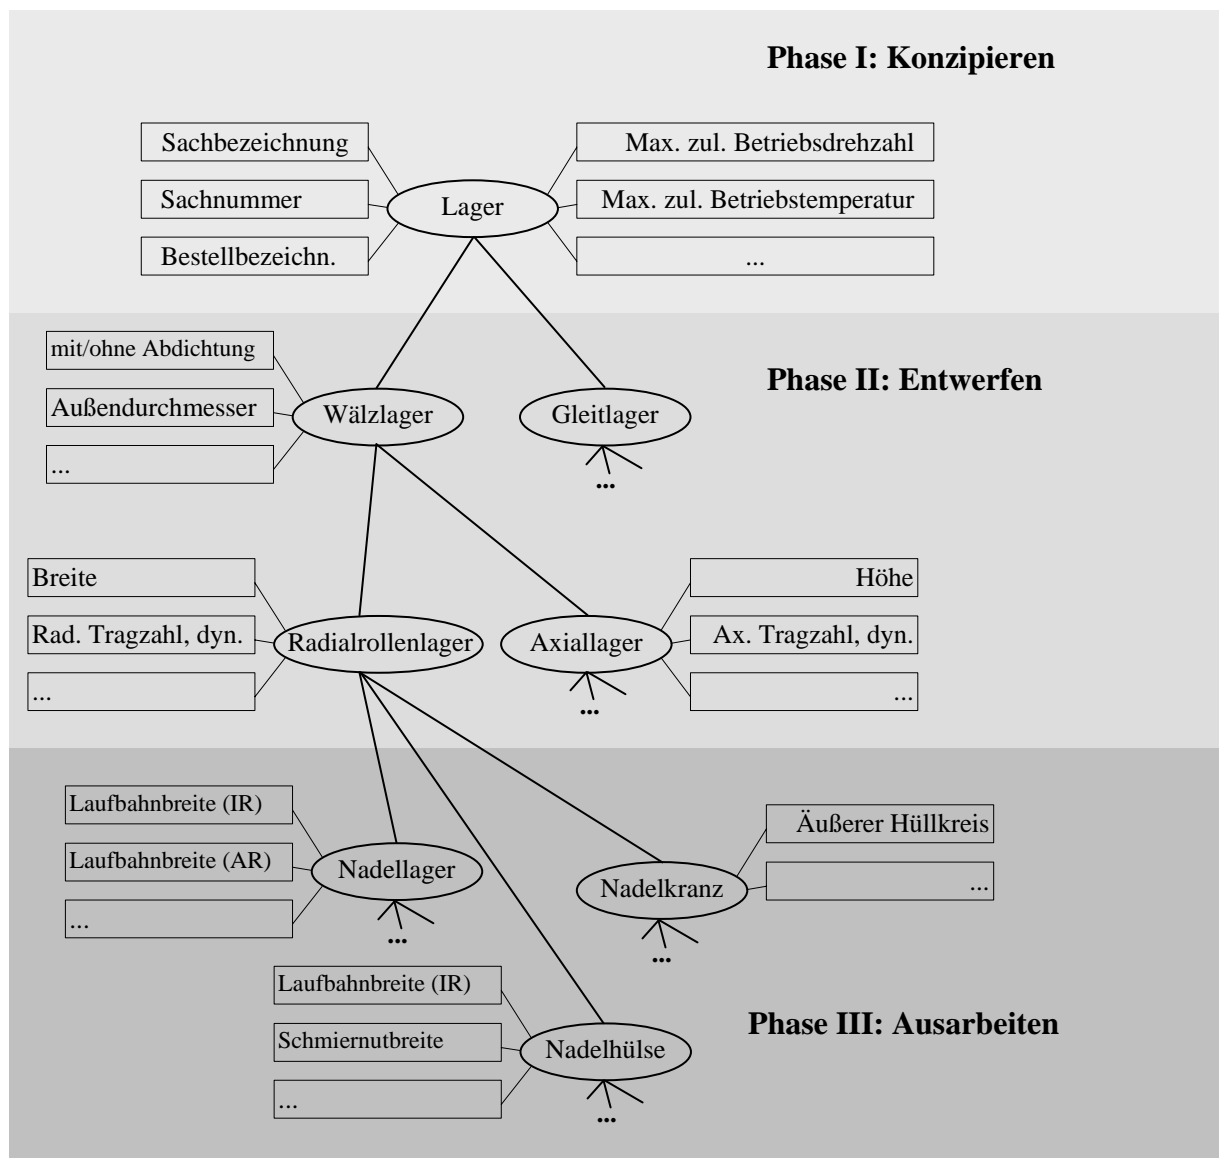 Phase I: Konzipieren
Sachbezeichnung
Max. zul. Betriebsdrehzahl
Sachnummer
Lager
Max. zul. Betriebstemperatur
Bestellbezeichn.
...
mit/ohne Abdichtung
Phase II: Entwerfen
Außendurchmesser
Wälzlager
Gleitlager
...
...
Breite
Höhe
Rad. Tragzahl, dyn.
Radialrollenlager
Axiallager
Ax. Tragzahl, dyn.
...
...
...
Laufbahnbreite (IR)
Äußerer Hüllkreis
Laufbahnbreite (AR)
Nadellager
Nadelkranz
...
...
...
...
Laufbahnbreite (IR)
Phase III: Ausarbeiten
Schmiernutbreite
Nadelhülse
...
...